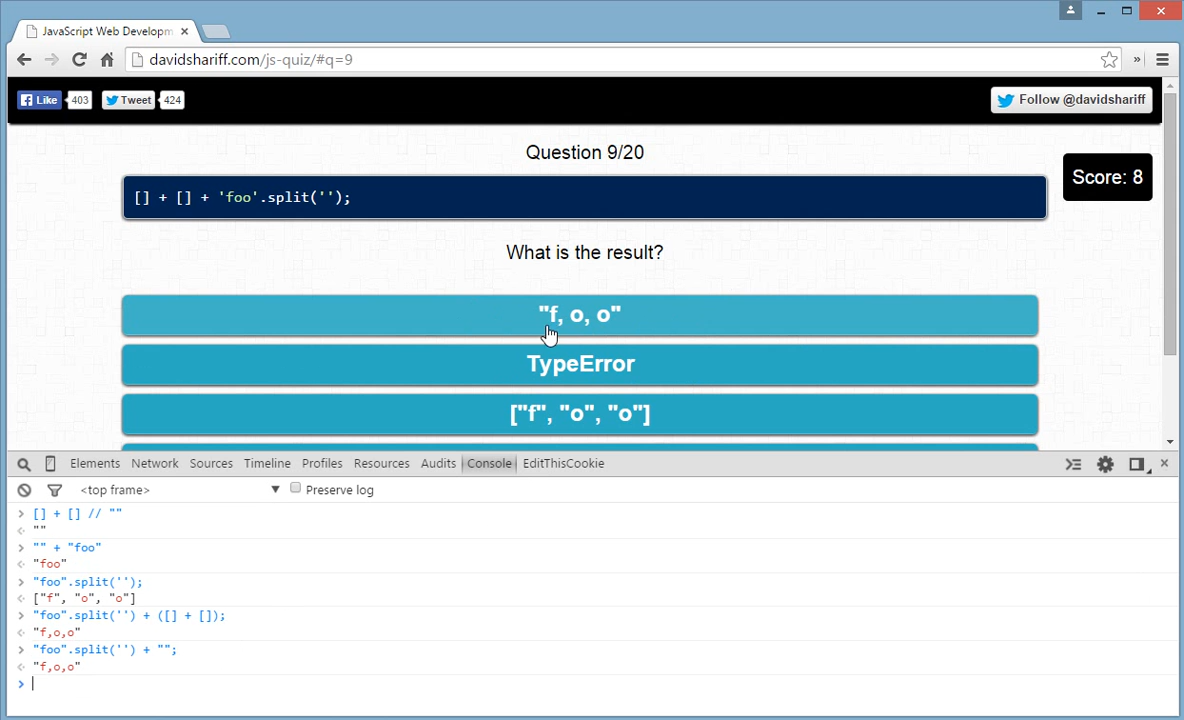 JavaScript Web Developm
davidshariff.com/js-quiz/#q=9
Like 403 Tweet 424 Follow @davidshariff
Question 9/20
Score: 8
[] + [] + 'foo'.split('');
What is the result?
"f, o, o"
TypeError
["f", "o", "o"]
Elements Network Sources Timeline Profiles Resources Audits Console EditThisCookie
<top frame> Preserve log
[] + [] // ""
""
"" + "foo"
"foo"
"foo".split('');
["f", "o", "o"]
"foo".split('') + ([] + []);
"f,o,o"
"foo".split('') + "";
"f,o,o"